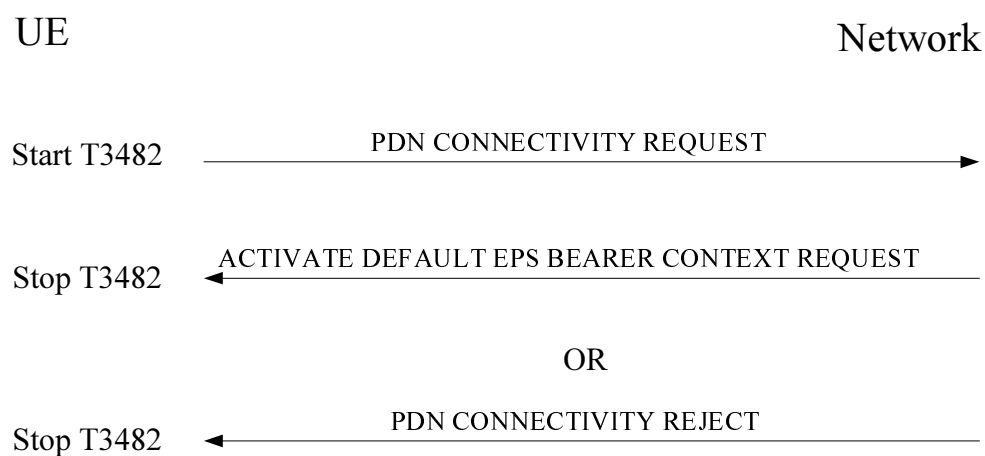 UE
Network
Start T3482
PDN CONNECTIVITY REQUEST
Stop T3482
ACTIVATE DEFAULT EPS BEARER CONTEXT REQUEST
OR
Stop T3482
PDN CONNECTIVITY REJECT